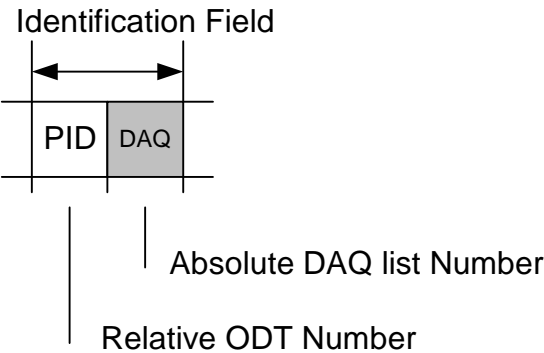 Identification Field
PID DAQ
Absolute DAQ list Number
Relative ODT Number